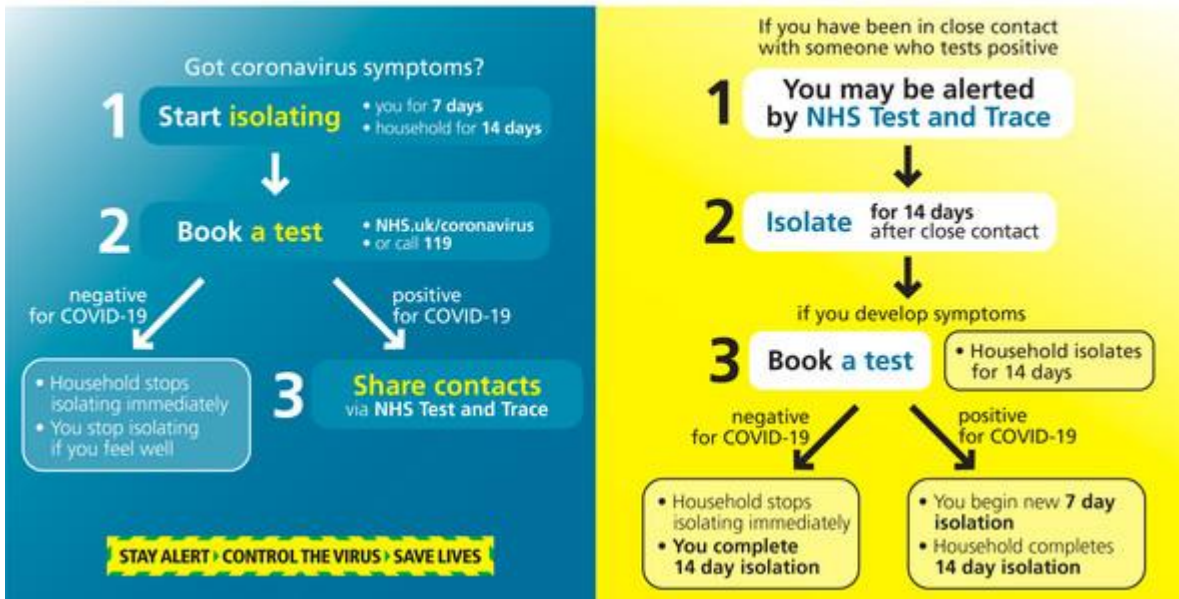 Got coronavirus symptoms?
1
Start isolating
• you for 7 days
• household for 14 days
2
Book a test
• NHS.uk/coronavirus
• or call 119
negative
for COVID-19
positive
for COVID-19
• Household stops
isolating immediately
• You stop isolating
if you feel well
3
Share contacts
via NHS Test and Trace
STAY ALERT CONTROL THE VIRUS SAVE LIVES
If you have been in close contact
with someone who tests positive
1
You may be alerted
by NHS Test and Trace
2
Isolate
for 14 days
after close contact
if you develop symptoms
3
Book a test
• Household isolates
for 14 days
negative
for COVID-19
positive
for COVID-19
• Household stops
isolating immediately
• You complete
14 day isolation
• You begin new 7 day
isolation
• Household completes
14 day isolation